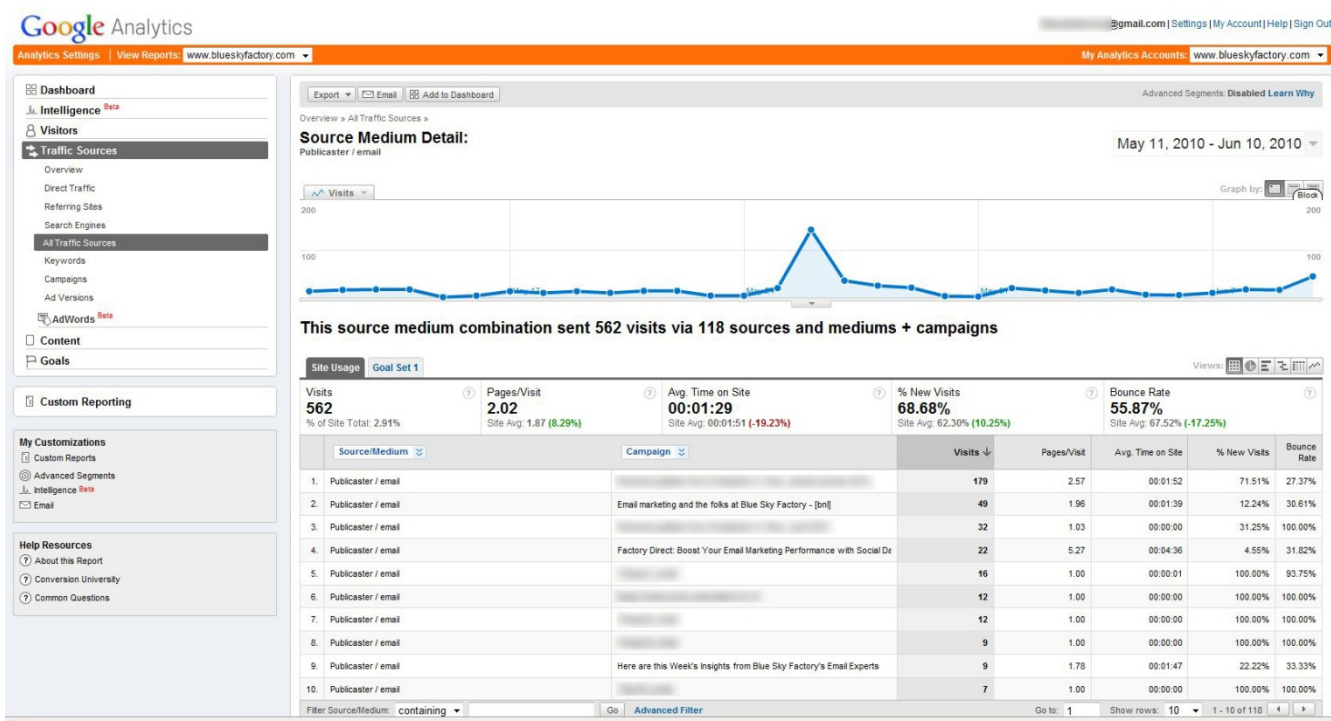 Google Analytics
@gmail.com | Settings | My Account | Help | Sign Out
Analytics Settings | View Reports: www.blueskyfactory.com
My Analytics Accounts: www.blueskyfactory.com
Dashboard
Intelligence Beta
Visitors
Traffic Sources
Overview
Direct Traffic
Referring Sites
Search Engines
All Traffic Sources
Keywords
Campaigns
Ad Versions
AdWords Beta
Content
Goals
Custom Reporting
My Customizations
Custom Reports
Advanced Segments
Intelligence Beta
Email
Help Resources
About this Report
Conversion University
Common Questions
Export Email Add to Dashboard
Advanced Segments: Disabled Learn Why
Overview » All Traffic Sources »
Source Medium Detail:
Publicaster / email
May 11, 2010 - Jun 10, 2010
Visits
Graph by:
200 200
100 100
This source medium combination sent 562 visits via 118 sources and mediums + campaigns
Site Usage Goal Set 1
Views:
Visits
562
% of Site Total: 2.91%
Pages/Visit
2.02
Site Avg: 1.87 (8.29%)
Avg. Time on Site
00:01:29
Site Avg: 00:01:51 (-19.23%)
% New Visits
68.68%
Site Avg: 62.30% (10.25%)
Bounce Rate
55.87%
Site Avg: 67.52% (-17.25%)
Source/Medium Campaign Visits Pages/Visit Avg. Time on Site % New Visits Bounce Rate
1. Publicaster / email 179 2.57 00:01:52 71.51% 27.37%
2. Publicaster / email Email marketing and the folks at Blue Sky Factory - [bnl] 49 1.96 00:01:39 12.24% 30.61%
3. Publicaster / email 32 1.03 00:00:00 31.25% 100.00%
4. Publicaster / email Factory Direct: Boost Your Email Marketing Performance with Social Da 22 5.27 00:04:36 4.55% 31.82%
5. Publicaster / email 16 1.00 00:00:01 100.00% 93.75%
6. Publicaster / email 12 1.00 00:00:00 100.00% 100.00%
7. Publicaster / email 12 1.00 00:00:00 100.00% 100.00%
8. Publicaster / email 9 1.00 00:00:00 100.00% 100.00%
9. Publicaster / email Here are this Week's Insights from Blue Sky Factory's Email Experts 9 1.78 00:01:47 22.22% 33.33%
10. Publicaster / email 7 1.00 00:00:00 100.00% 100.00%
Filter Source/Medium: containing Go Advanced Filter Go to: 1 Show rows: 10 1 - 10 of 118